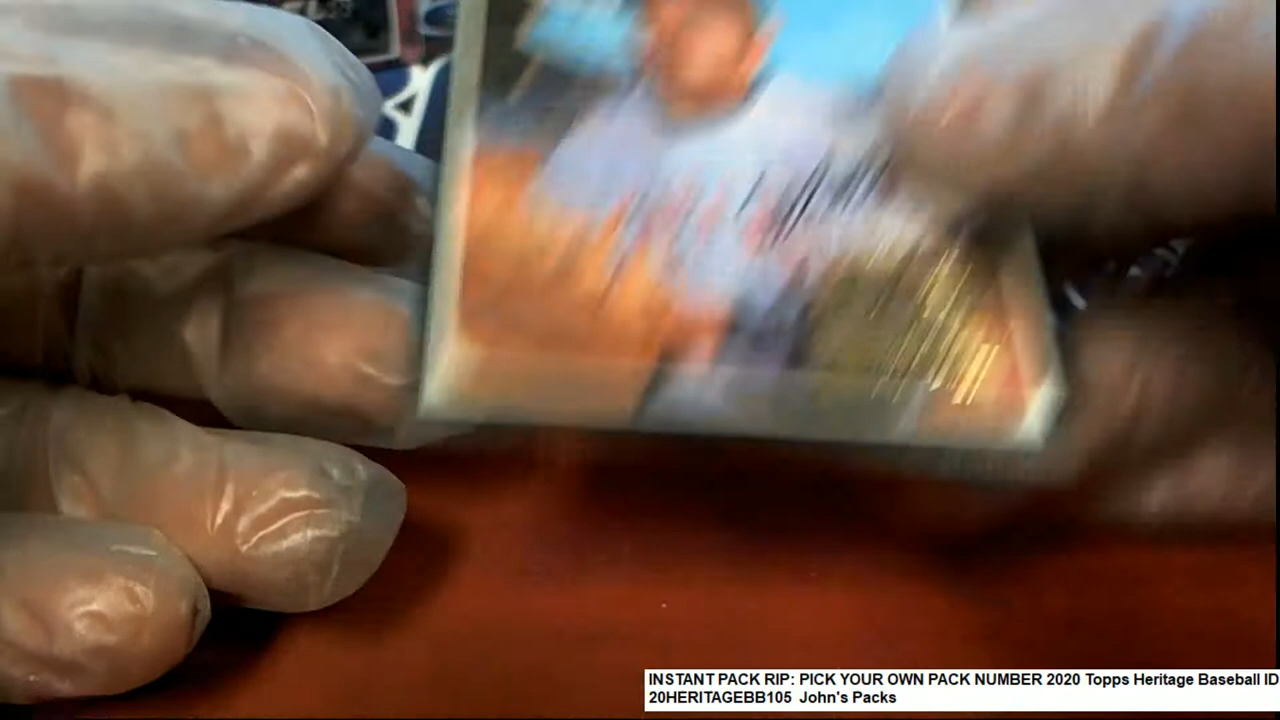 INSTANT PACK RIP: PICK YOUR OWN PACK NUMBER 2020 Topps Heritage Baseball ID
20HERITAGEBB105 John's Packs